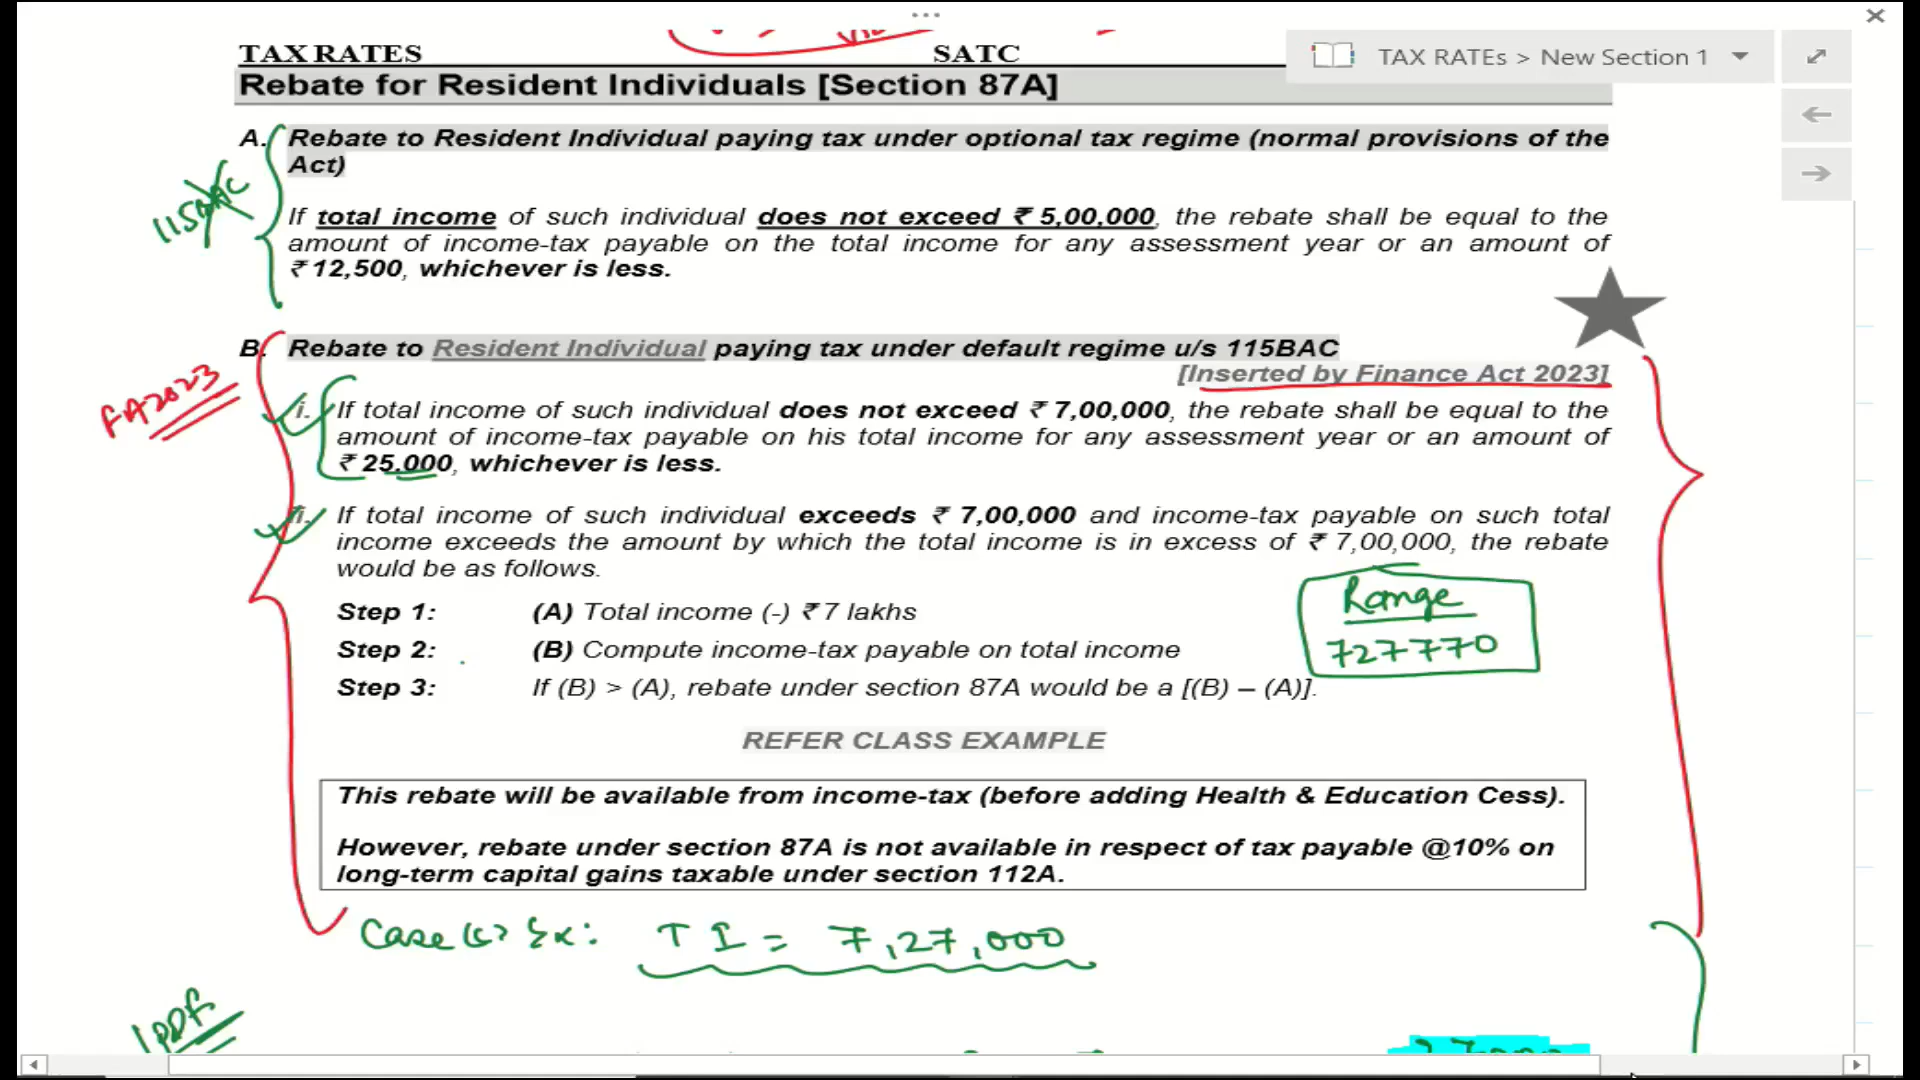 TAX RATES SATC
TAX RATEs > New Section 1
Rebate for Resident Individuals [Section 87A]
A. Rebate to Resident Individual paying tax under optional tax regime (normal provisions of the
Act)
115BAC
If total income of such individual does not exceed ₹ 5,00,000, the rebate shall be equal to the
amount of income-tax payable on the total income for any assessment year or an amount of
₹ 12,500, whichever is less.
B. Rebate to Resident Individual paying tax under default regime u/s 115BAC
[Inserted by Finance Act 2023]
FA2023
i. If total income of such individual does not exceed ₹ 7,00,000, the rebate shall be equal to the
amount of income-tax payable on his total income for any assessment year or an amount of
₹ 25,000, whichever is less.
ii. If total income of such individual exceeds ₹ 7,00,000 and income-tax payable on such total
income exceeds the amount by which the total income is in excess of ₹ 7,00,000, the rebate
would be as follows.
Range
727770
Step 1: (A) Total income (-) ₹ 7 lakhs
Step 2: (B) Compute income-tax payable on total income
Step 3: If (B) > (A), rebate under section 87A would be a [(B) – (A)].
REFER CLASS EXAMPLE
This rebate will be available from income-tax (before adding Health & Education Cess).
However, rebate under section 87A is not available in respect of tax payable @10% on
long-term capital gains taxable under section 112A.
Case Ex: TI = 7,27,000